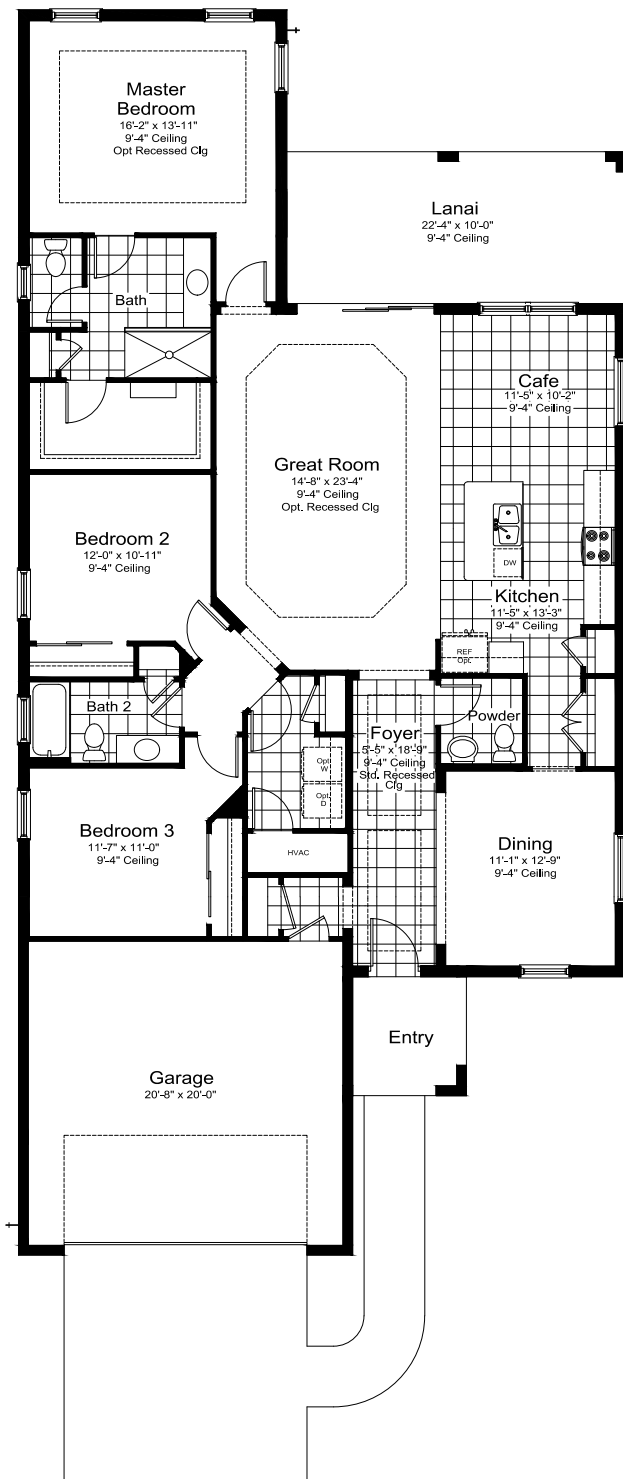 Master
Bedroom
16'-2" x 13'-11"
9'-4" Ceiling
Opt Recessed Clg
Lanai
22'-4" x 10'-0"
9'-4" Ceiling
Bath
Cafe
11'-5" x 10'-2"
9'-4" Ceiling
Great Room
14'-8" x 23'-4"
9'-4" Ceiling
Opt. Recessed Clg
Bedroom 2
12'-0" x 10'-11"
9'-4" Ceiling
DW
Kitchen
11'-5" x 13'-3"
9'-4" Ceiling
REF
Opt.
Bath 2
Foyer
5'-5" x 18'-9"
9'-4" Ceiling
Std. Recessed
Clg
Powder
Opt
W
Opt.
D
Bedroom 3
11'-7" x 11'-0"
9'-4" Ceiling
HVAC
Dining
11'-1" x 12'-9"
9'-4" Ceiling
Entry
Garage
20'-8" x 20'-0"